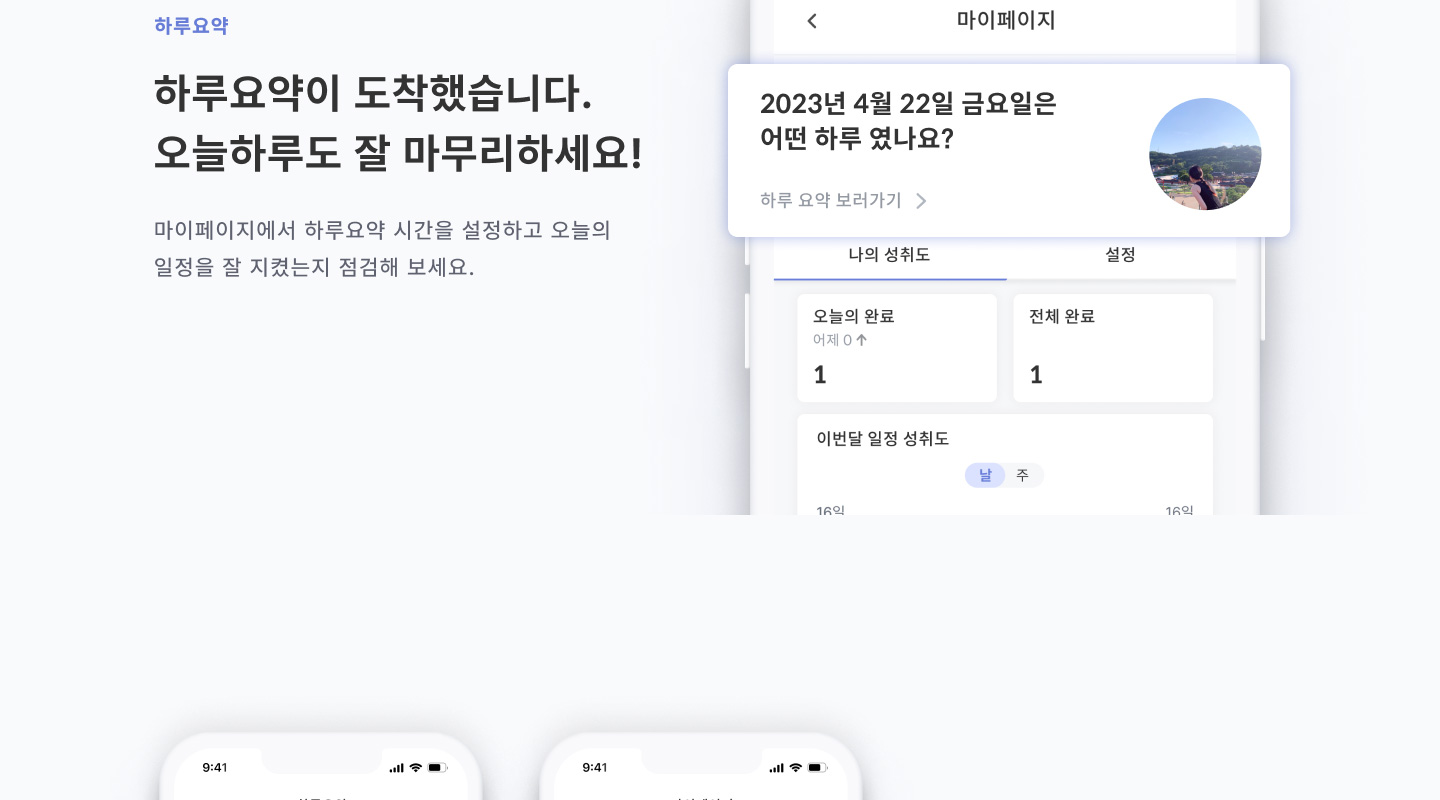 하루요약
하루요약이 도착했습니다.
오늘하루도 잘 마무리하세요!
마이페이지에서 하루요약 시간을 설정하고 오늘의
일정을 잘 지켰는지 점검해 보세요.
마이페이지
2023년 4월 22일 금요일은
어떤 하루 였나요?
하루 요약 보러가기
나의 성취도 설정
오늘의 완료 전체 완료
어제 0
1 1
이번달 일정 성취도
날 주
16일 16일
9:41 9:41